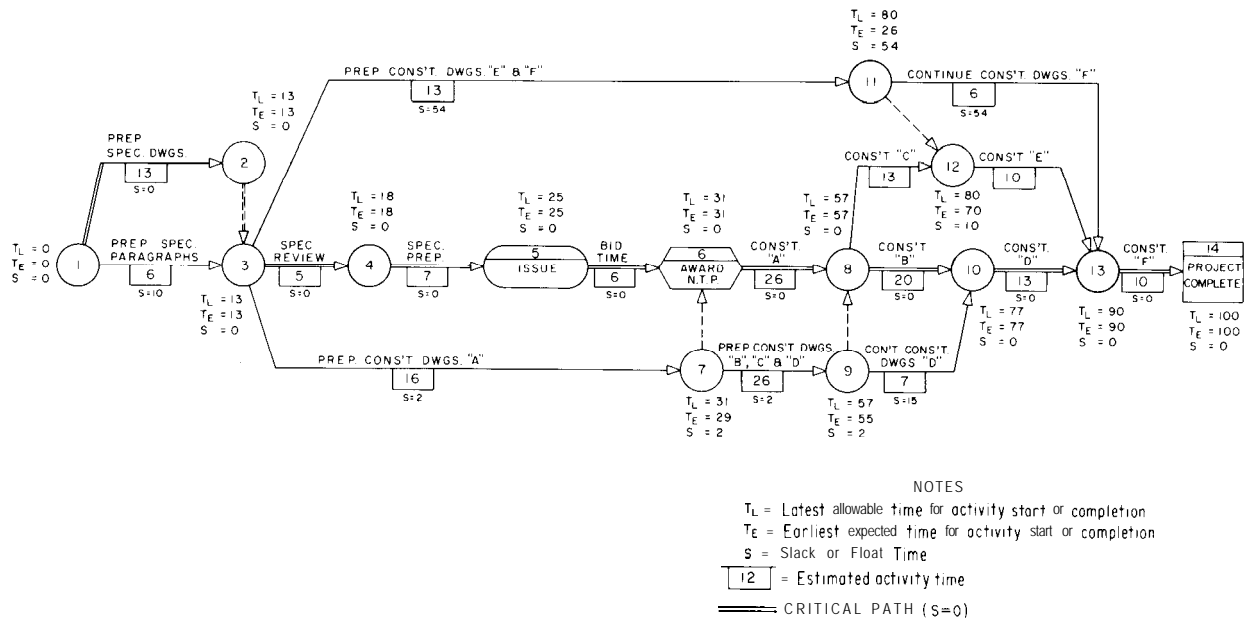 T_L = 80
T_E = 26
S = 54
PREP CONS'T. DWGS. "E" & "F"
13
S=54
11
CONTINUE CONST. DWGS. "F"
6
S=54
T_L = 13
T_E = 13
S = 0
PREP
SPEC. DWGS.
13
S=0
2
CONS'T "C"
13
12
CONS'T "E"
10
T_L = 80
T_E = 70
S = 10
T_L = 0
T_E = 0
S = 0
1
PREP SPEC.
PARAGRAPHS
6
S=10
3
T_L = 13
T_E = 13
S = 0
SPEC
REVIEW
5
S=0
T_L = 18
T_E = 18
S = 0
4
SPEC.
PREP.
7
S=0
T_L = 25
T_E = 25
S = 0
5
ISSUE
BID
TIME
6
S=0
T_L = 31
T_E = 31
S = 0
6
AWARD
N.T.P.
CONS'T.
"A"
26
S=0
T_L = 57
T_E = 57
S = 0
8
CONS'T
"B"
20
S=0
10
T_L = 77
T_E = 77
S = 0
CONS'T.
"D"
13
S=0
13
T_L = 90
T_E = 90
S = 0
CONS'T.
"F"
10
S=0
14
PROJECT
COMPLETE
T_L = 100
T_E = 100
S = 0
PREP. CONS'T DWGS. "A"
16
S=2
7
T_L = 31
T_E = 29
S = 2
PREP. CONS'T DWGS.
"B", "C" & "D"
26
S=2
9
T_L = 57
T_E = 55
S = 2
CON'T CONST.
DWGS "D"
7
S=15
NOTES
T_L = Latest allowable time for activity start or completion
T_E = Earliest expected time for activity start or completion
S = Slack or Float Time
12 = Estimated activity time
CRITICAL PATH (S=0)